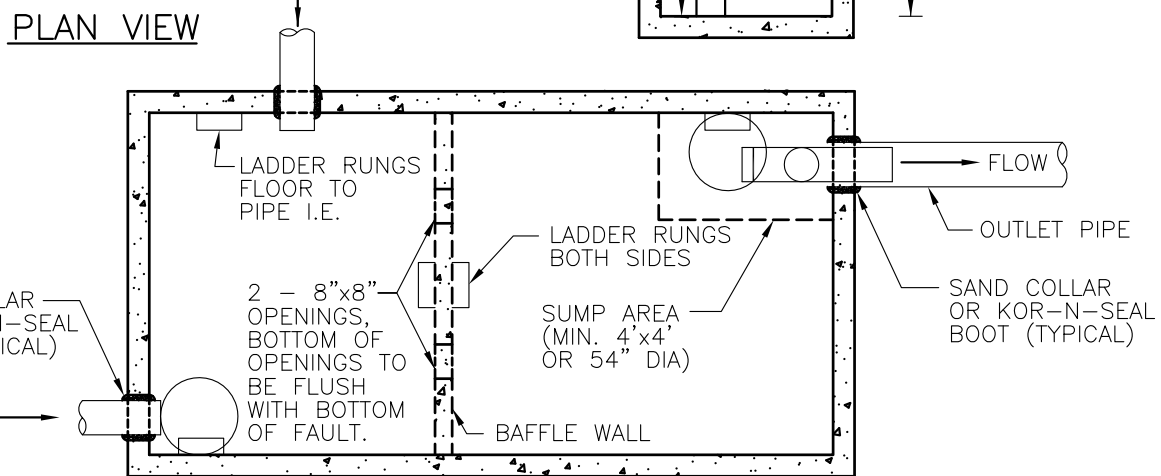 PLAN VIEW
LADDER RUNGS
FLOOR TO
PIPE I.E.
FLOW
OUTLET PIPE
LADDER RUNGS
BOTH SIDES
2 - 8"x8"
OPENINGS,
BOTTOM OF
OPENINGS TO
BE FLUSH
WITH BOTTOM
OF FAULT.
SUMP AREA
(MIN. 4'x4'
OR 54" DIA)
SAND COLLAR
OR KOR-N-SEAL
BOOT (TYPICAL)
LAR
N-SEAL
ICAL)
BAFFLE WALL